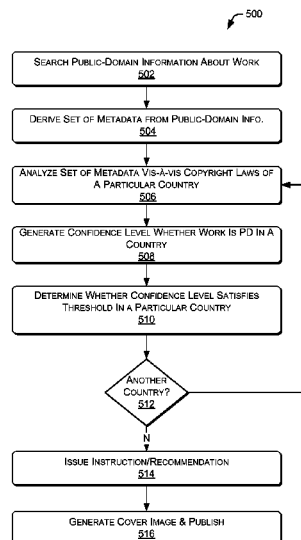 500
SEARCH PUBLIC-DOMAIN INFORMATION ABOUT WORK
502
DERIVE SET OF METADATA FROM PUBLIC-DOMAIN INFO.
504
ANALYZE SET OF METADATA VIS-À-VIS COPYRIGHT LAWS OF
A PARTICULAR COUNTRY
506
GENERATE CONFIDENCE LEVEL WHETHER WORK IS PD IN A
COUNTRY
508
DETERMINE WHETHER CONFIDENCE LEVEL SATISFIES
THRESHOLD IN A PARTICULAR COUNTRY
510
ANOTHER
COUNTRY?
512
N
ISSUE INSTRUCTION/RECOMMENDATION
514
GENERATE COVER IMAGE & PUBLISH
516